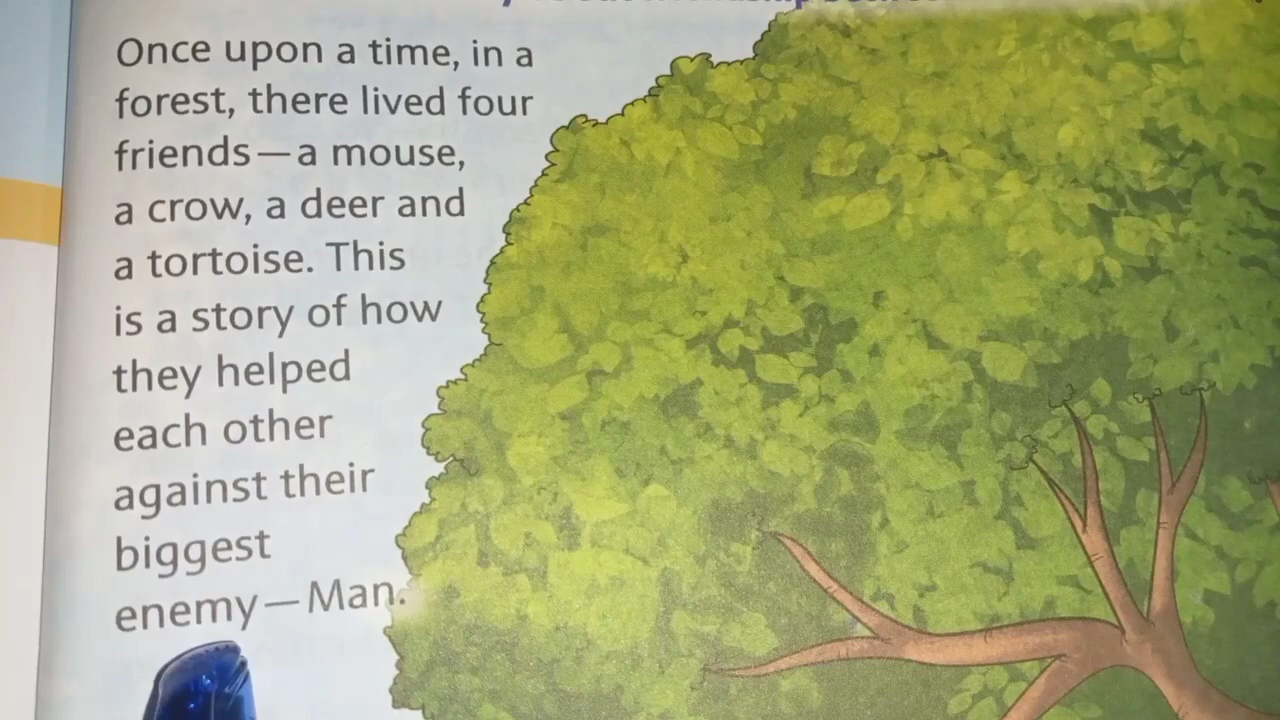 Once upon a time, in a
forest, there lived four
friends—a mouse,
a crow, a deer and
a tortoise. This
is a story of how
they helped
each other
against their
biggest
enemy—Man.